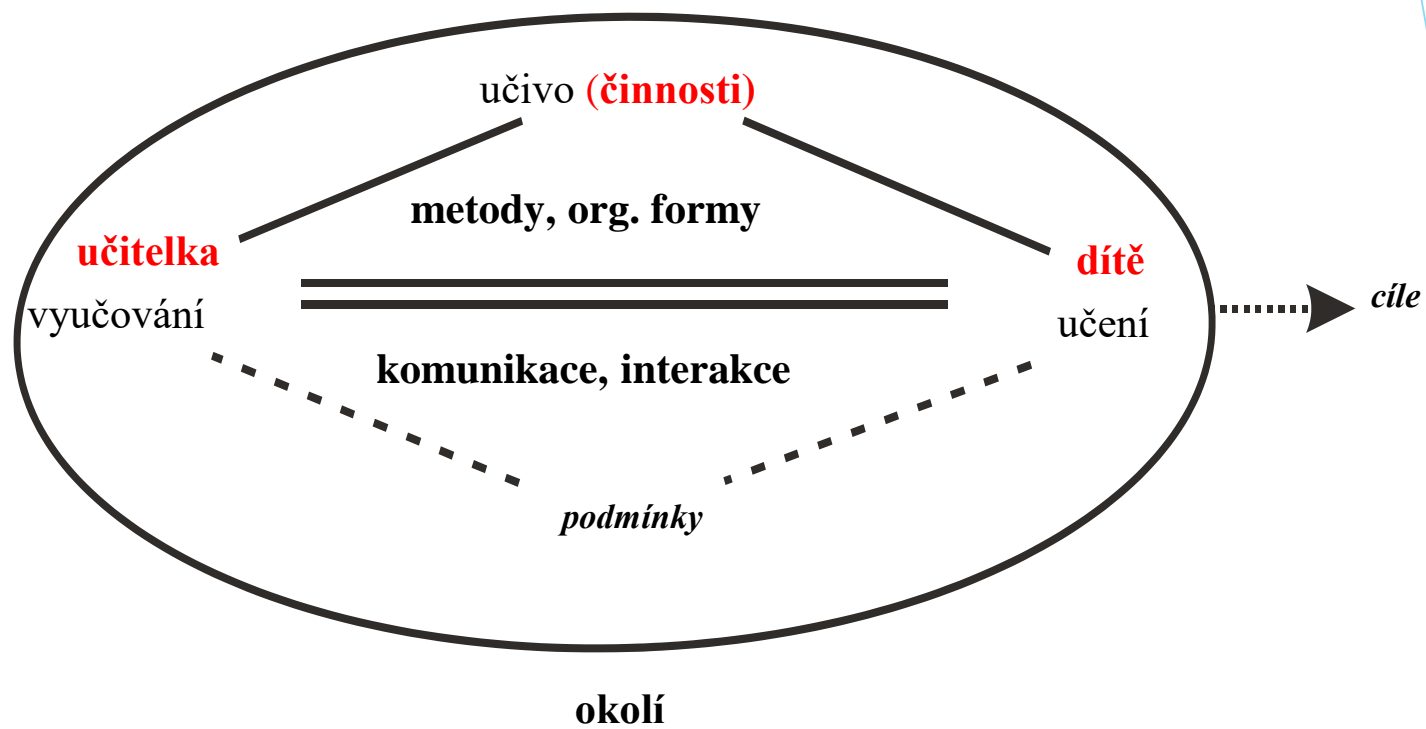 učivo (činnosti)
metody, org. formy
učitelka
dítě
cíle
vyučování
učení
komunikace, interakce
podmínky
okolí